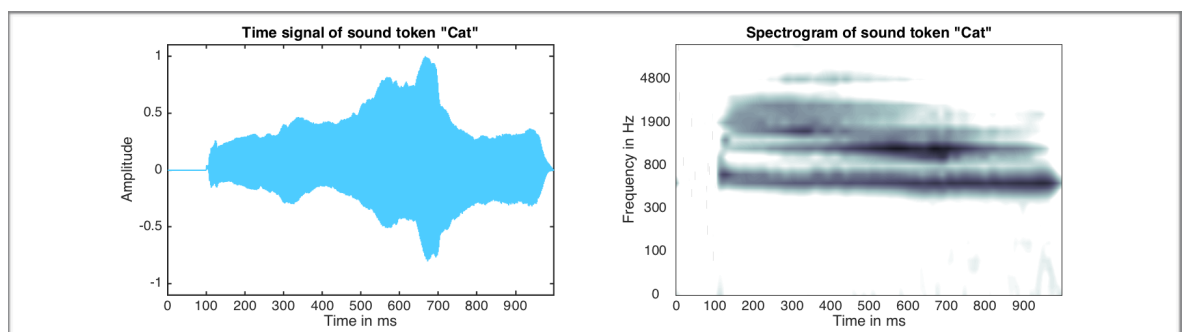 Time signal of sound token "Cat"
1
0.5
0
-0.5
-1
Amplitude
0 100 200 300 400 500 600 700 800 900
Time in ms
Spectrogram of sound token "Cat"
4800
1900
800
300
100
0
Frequency in Hz
0 100 200 300 400 500 600 700 800 900
Time in ms